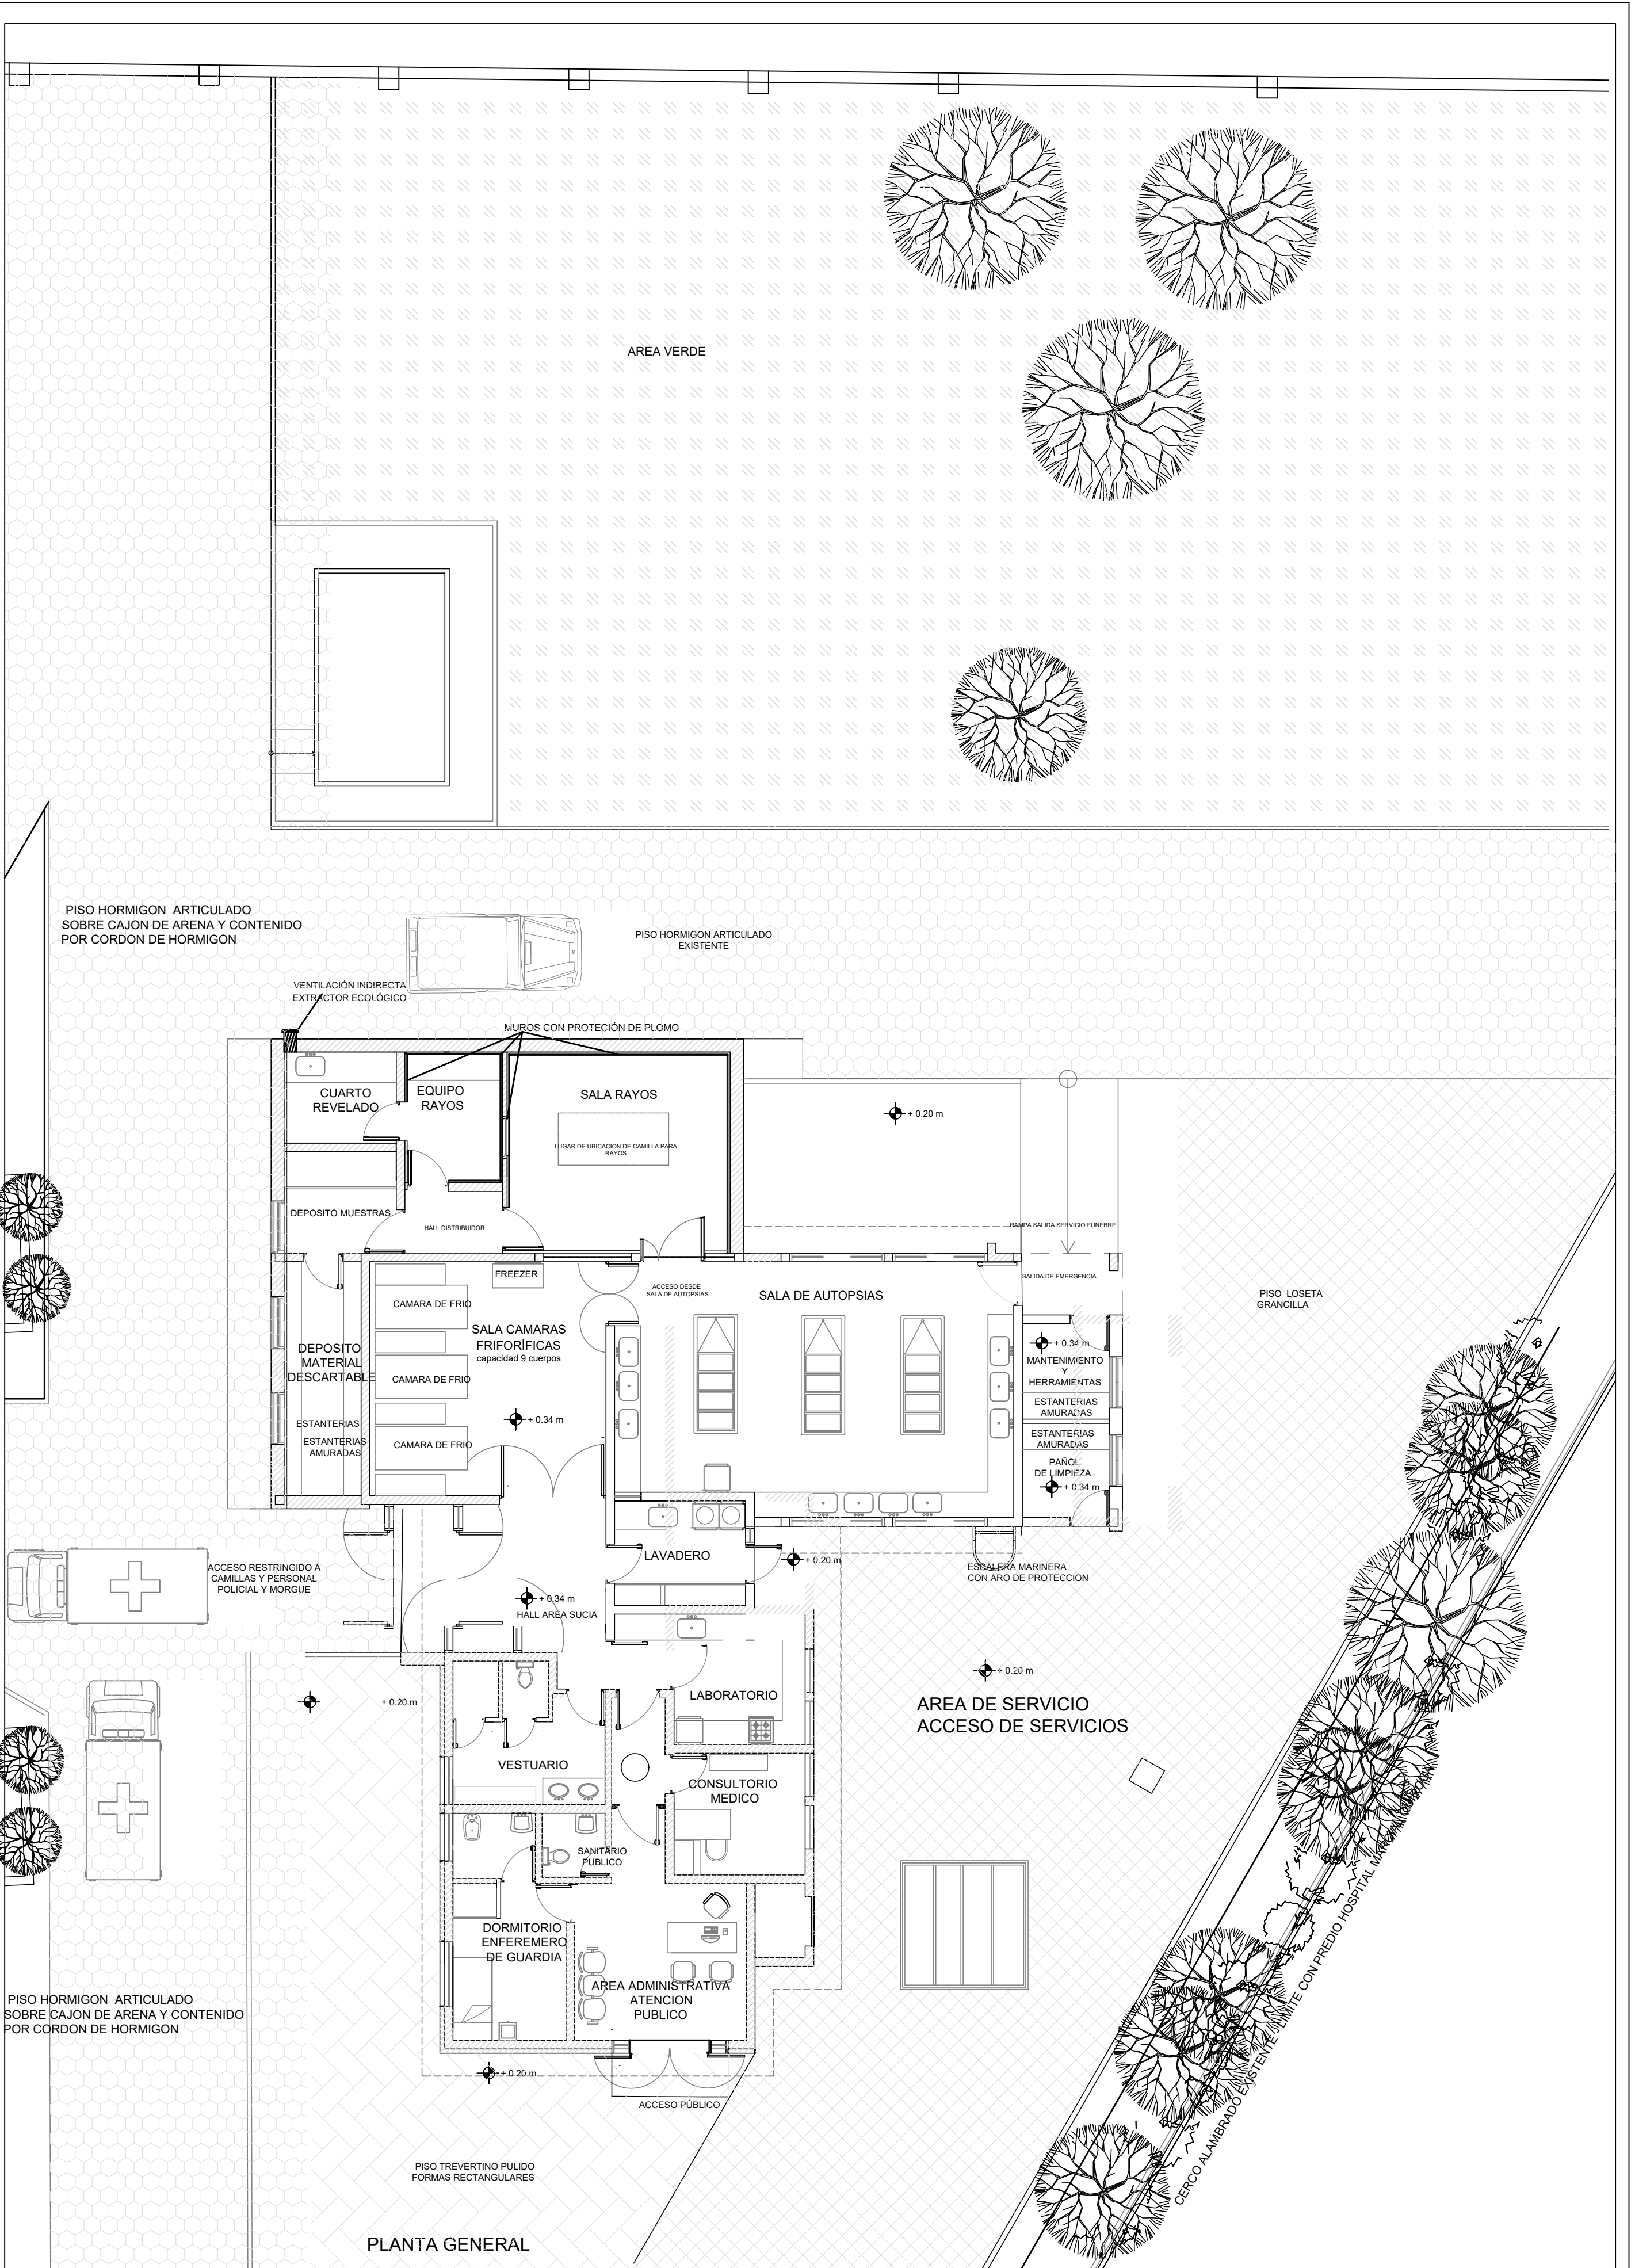 AREA VERDE
PISO HORMIGON ARTICULADO
SOBRE CAJON DE ARENA Y CONTENIDO
POR CORDON DE HORMIGON
PISO HORMIGON ARTICULADO
EXISTENTE
VENTILACIÓN INDIRECTA
EXTRACTOR ECOLÓGICO
MUROS CON PROTECIÓN DE PLOMO
CUARTO
REVELADO
EQUIPO
RAYOS
SALA RAYOS
LUGAR DE UBICACION DE CAMILLA PARA
RAYOS
+ 0.20 m
DEPOSITO MUESTRAS
HALL DISTRIBUIDOR
RAMPA SALIDA SERVICIO FUNEBRE
FREEZER
ACCESO DESDE
SALA DE AUTOPSIAS
SALA DE AUTOPSIAS
SALIDA DE EMERGENCIA
PISO LOSETA
GRANCILLA
CAMARA DE FRIO
SALA CAMARAS
FRIFORÍFICAS
capacidad 9 cuerpos
DEPOSITO
MATERIAL
DESCARTABLE
CAMARA DE FRIO
+ 0.34 m
MANTENIMIENTO
Y
HERRAMIENTAS
ESTANTERIAS
AMURADAS
ESTANTERIAS
AMURADAS
PAÑOL
DE LIMPIEZA
+ 0.34 m
+ 0.34 m
ESTANTERIAS
ESTANTERIAS
AMURADAS
CAMARA DE FRIO
ACCESO RESTRINGIDO A
CAMILLAS Y PERSONAL
POLICIAL Y MORGUE
LAVADERO
+ 0.20 m
ESCALERA MARINERA
CON ARO DE PROTECCION
+ 0.34 m
HALL AREA SUCIA
+ 0.20 m
+ 0.20 m
AREA DE SERVICIO
ACCESO DE SERVICIOS
LABORATORIO
VESTUARIO
CONSULTORIO
MEDICO
SANITARIO
PUBLICO
DORMITORIO
ENFEREMERO
DE GUARDIA
AREA ADMINISTRATIVA
ATENCION
PUBLICO
PISO HORMIGON ARTICULADO
SOBRE CAJON DE ARENA Y CONTENIDO
POR CORDON DE HORMIGON
+ 0.20 m
ACCESO PÚBLICO
CERCO ALAMBRADO EXISTENTE - LIMITE CON PREDIO HOSPITAL
PISO TREVERTINO PULIDO
FORMAS RECTANGULARES
PLANTA GENERAL